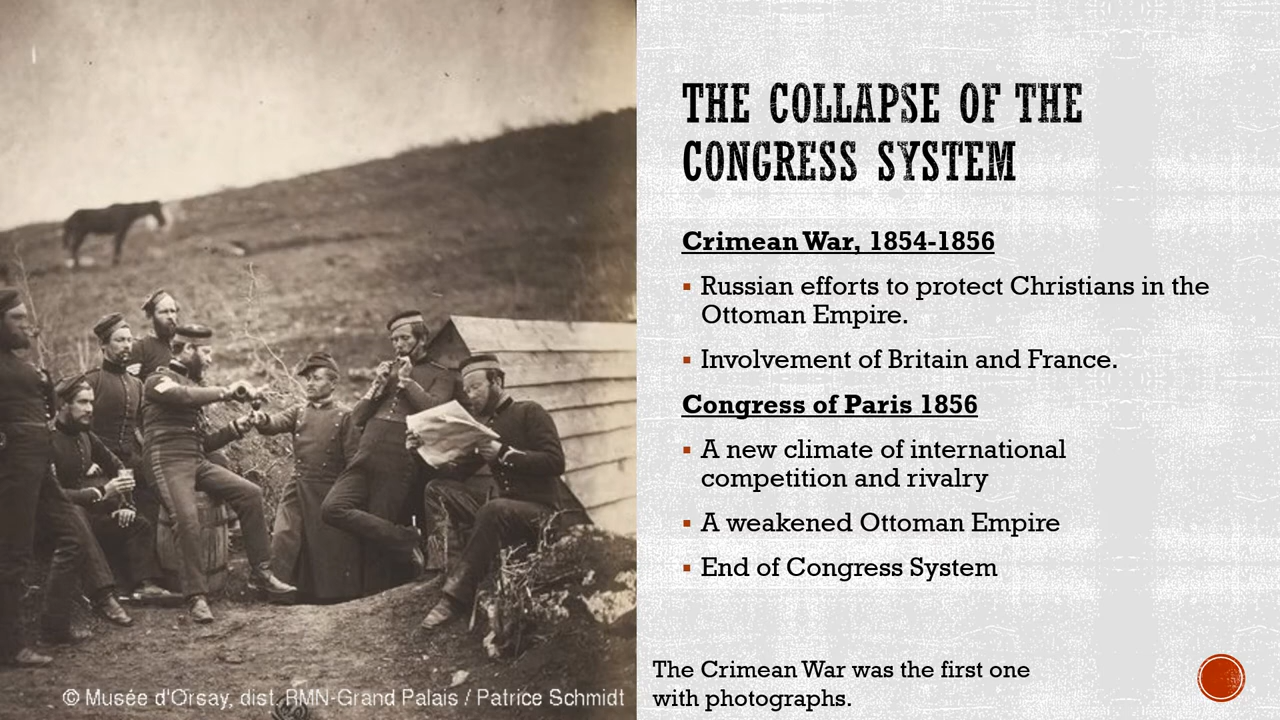 THE COLLAPSE OF THE
CONGRESS SYSTEM
Crimean War, 1854-1856
▪ Russian efforts to protect Christians in the
Ottoman Empire.
▪ Involvement of Britain and France.
Congress of Paris 1856
▪ A new climate of international
competition and rivalry
▪ A weakened Ottoman Empire
▪ End of Congress System
The Crimean War was the first one
with photographs.
© Musée d'Orsay, dist. RMN-Grand Palais / Patrice Schmidt